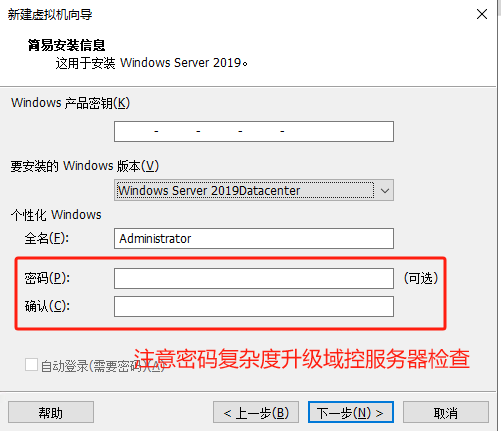 新建虚拟机向导
简易安装信息
这用于安装 Windows Server 2019。
Windows 产品密钥(K)
- - - -
要安装的 Windows 版本(V)
Windows Server 2019Datacenter
个性化 Windows
全名(F): Administrator
密码(P): (可选)
确认(C):
注意密码复杂度升级域控服务器检查
自动登录(需要密码)(A)
帮助 < 上一步(B) 下一步(N) > 取消